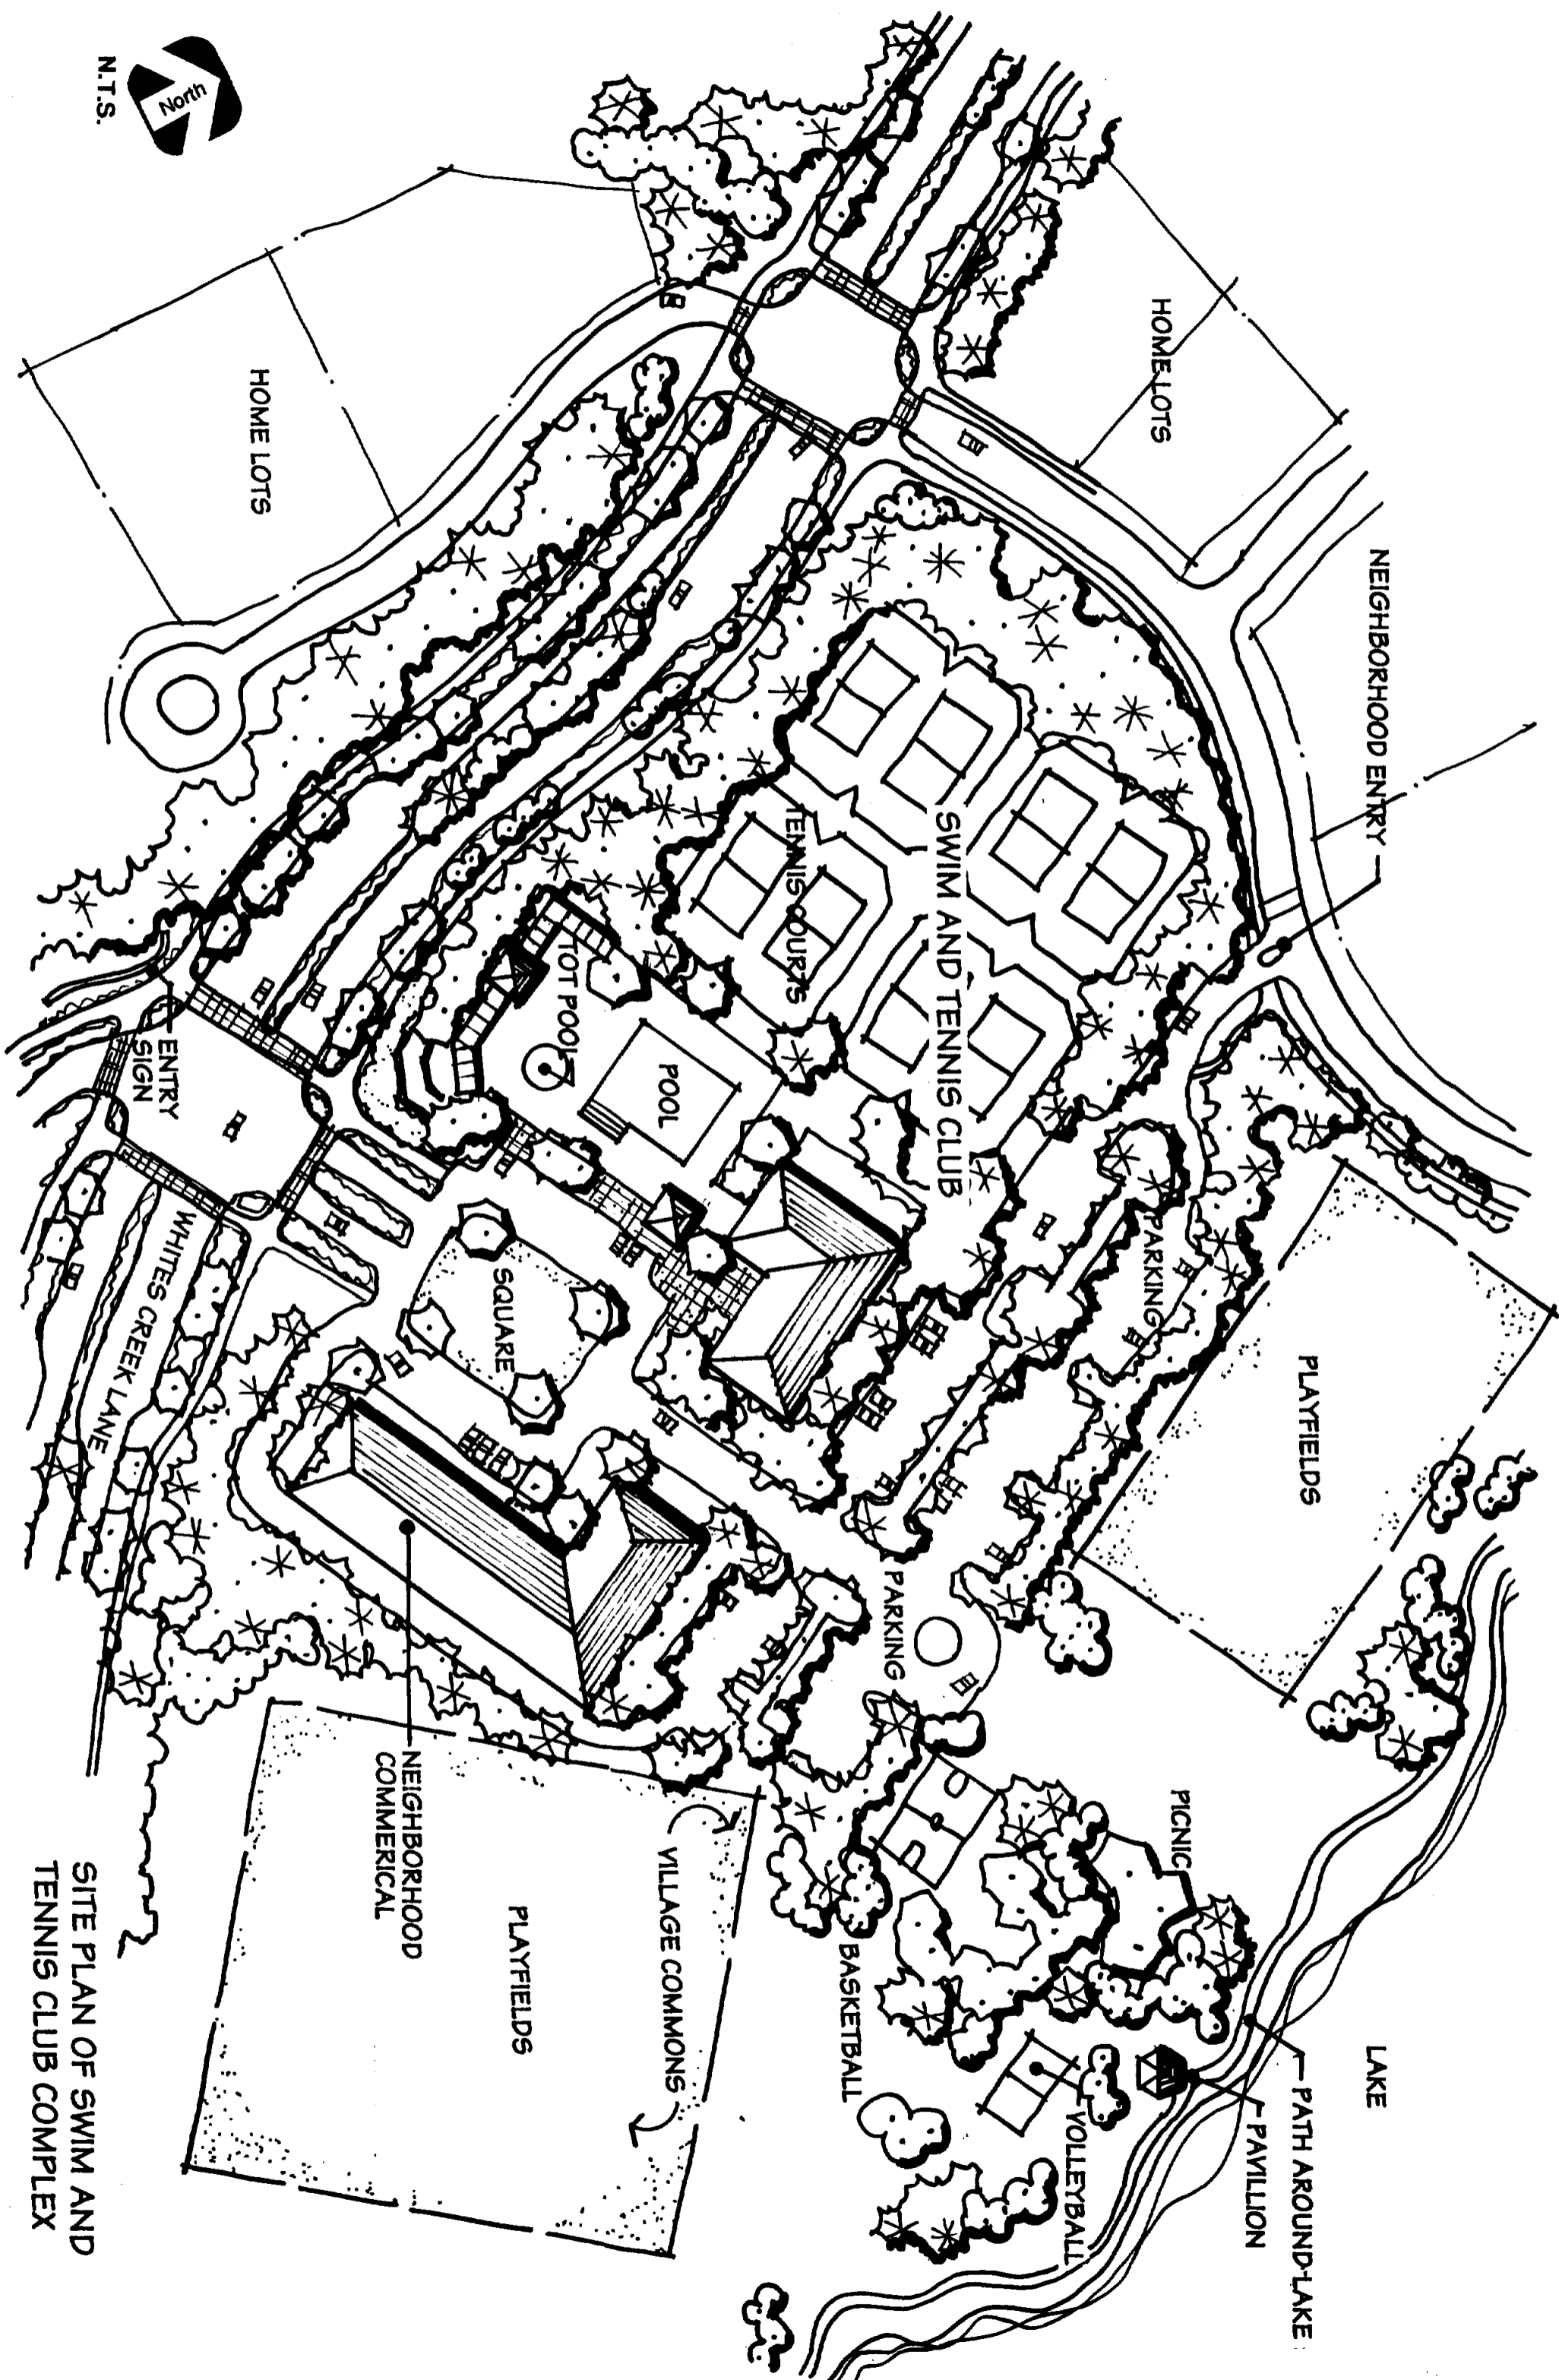 HOME LOTS
NEIGHBORHOOD ENTRY
SWIM AND TENNIS CLUB
TENNIS COURTS
TOT POOL
POOL
PARKING
PLAYFIELDS
LAKE
PATH AROUND LAKE
PAVILLION
PICNIC
VOLLEYBALL
BASKETBALL
PARKING
SQUARE
VILLAGE COMMONS
PLAYFIELDS
NEIGHBORHOOD
COMMERICAL
HOME LOTS
ENTRY
SIGN
WHITES CREEK LANE
North
N.T.S.
SITE PLAN OF SWIM AND
TENNIS CLUB COMPLEX